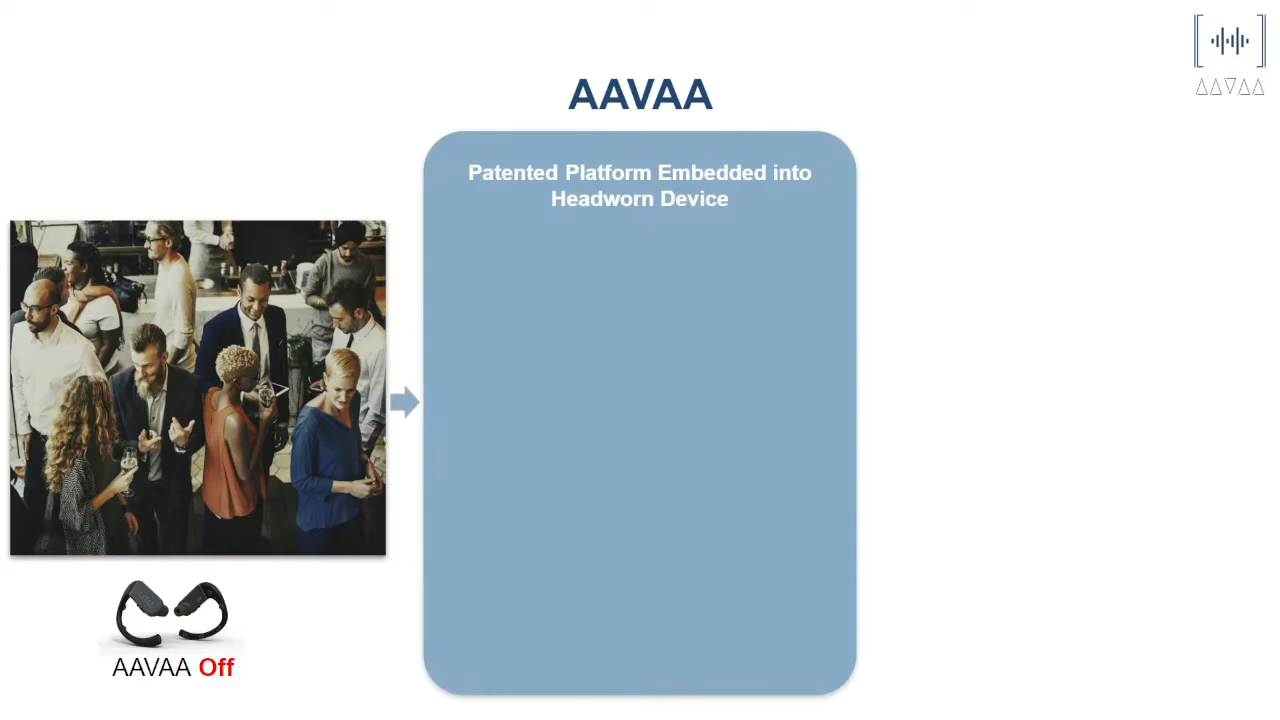 AAVAA
AAVAA
Patented Platform Embedded into
Headworn Device
AAVAA Off